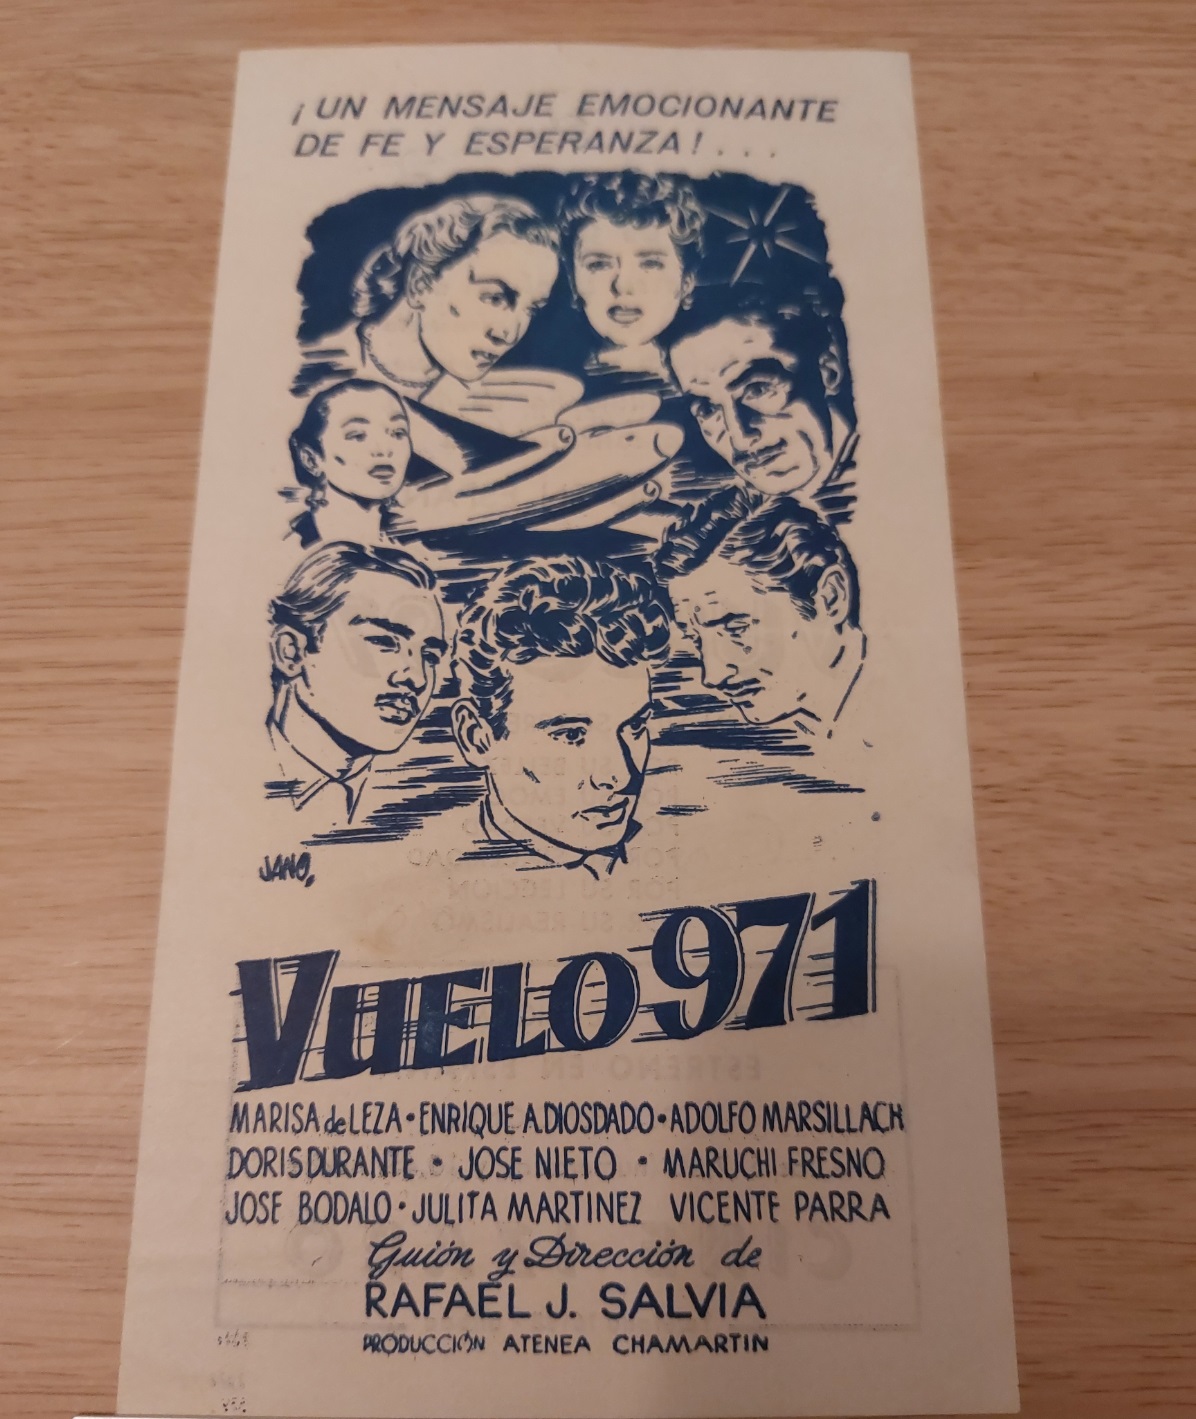 ¡UN MENSAJE EMOCIONANTE
DE FE Y ESPERANZA!...
JANO.
VUELO 971
MARISA de LEZA • ENRIQUE A.DIOSDADO • ADOLFO MARSILLACH
DORIS DURANTE • JOSE NIETO • MARUCHI FRESNO
JOSE BODALO • JULITA MARTINEZ VICENTE PARRA
Guión y Dirección de
RAFAEL J. SALVIA
PRODUCCIÓN ATENEA CHAMARTIN